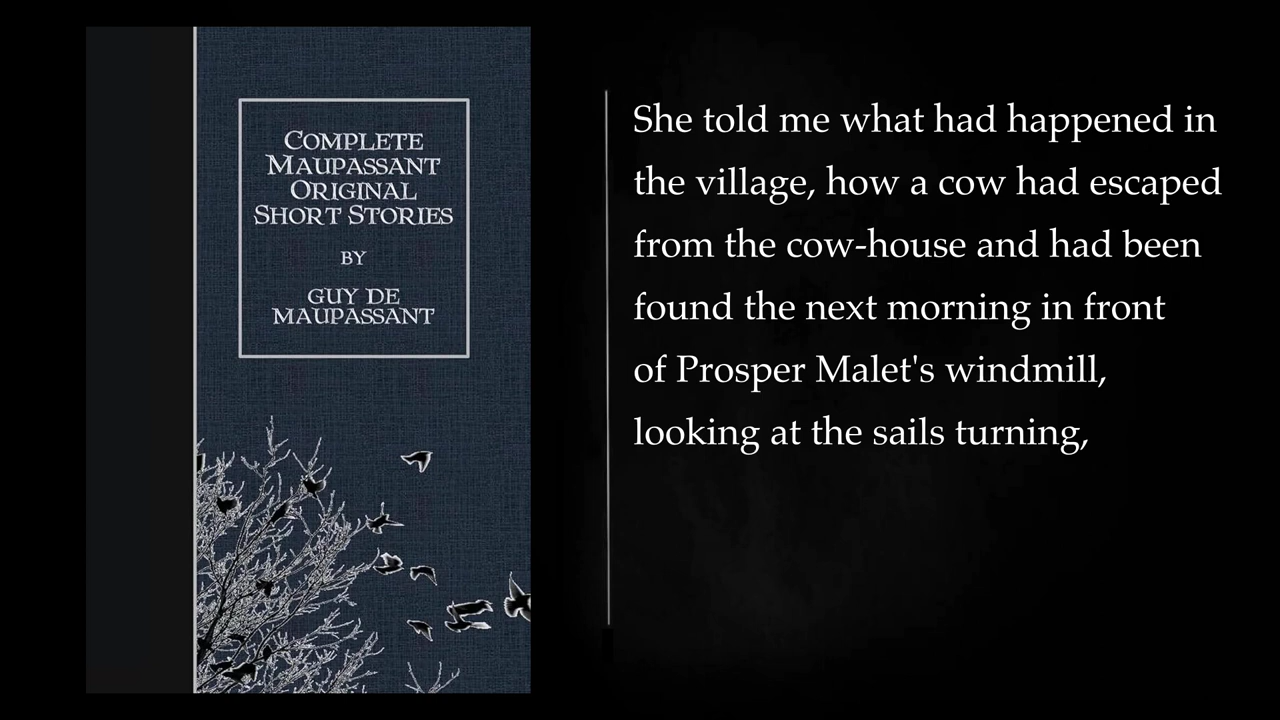 COMPLETE
MAUPASSANT
ORIGINAL
SHORT STORIES
BY
GUY DE
MAUPASSANT
She told me what had happened in
the village, how a cow had escaped
from the cow-house and had been
found the next morning in front
of Prosper Malet's windmill,
looking at the sails turning,